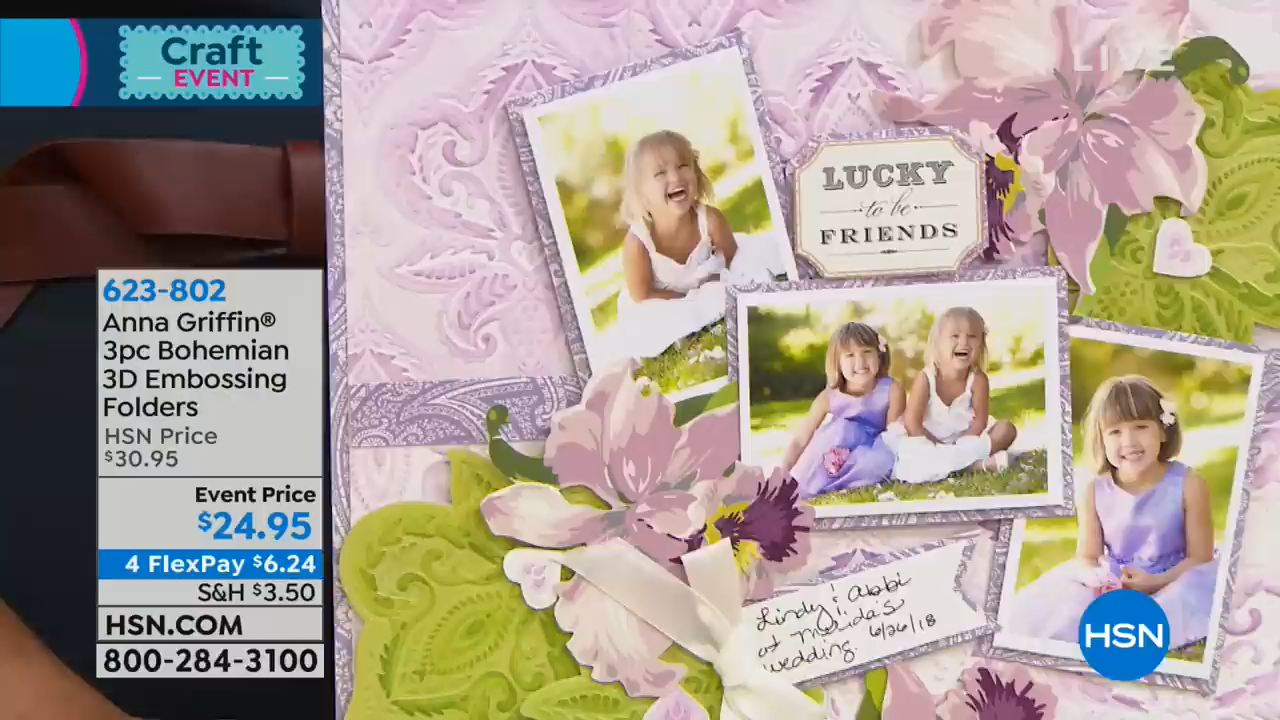 Craft
EVENT
LIVE
623-802
Anna Griffin®
3pc Bohemian
3D Embossing
Folders
HSN Price
$30.95
Event Price
$24.95
4 FlexPay $6.24
S&H $3.50
HSN.COM
800-284-3100
LUCKY
to be
FRIENDS
Lindy & Abbi
at Merida's
wedding. 6/26/18
HSN